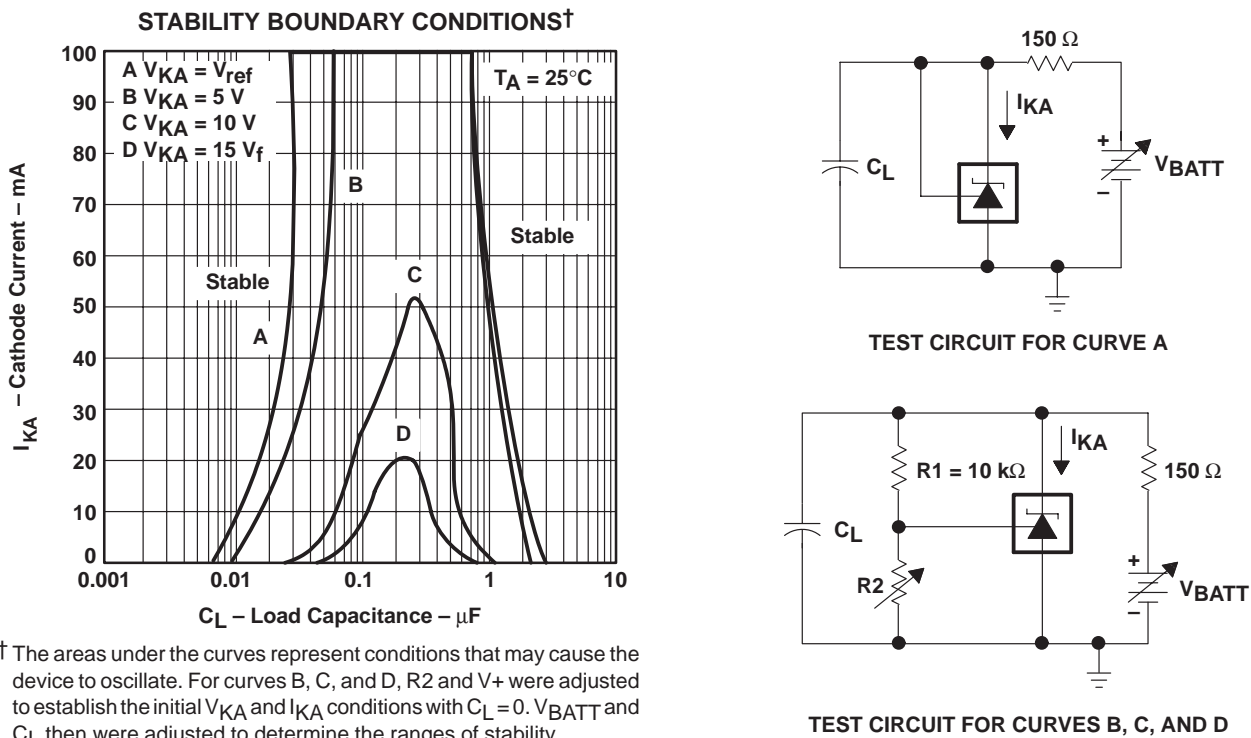 STABILITY BOUNDARY CONDITIONS†
100
90
80
70
60
50
40
30
20
10
0
I_KA – Cathode Current – mA
A V_KA = V_ref
B V_KA = 5 V
C V_KA = 10 V
D V_KA = 15 V_f
T_A = 25°C
B
Stable
Stable
C
A
D
0.001
0.01
0.1
1
10
C_L – Load Capacitance – μF
† The areas under the curves represent conditions that may cause the
device to oscillate. For curves B, C, and D, R2 and V+ were adjusted
to establish the initial V_KA and I_KA conditions with C_L = 0. V_BATT and
C_L then were adjusted to determine the ranges of stability.
150 Ω
I_KA
C_L
+
V_BATT
–
TEST CIRCUIT FOR CURVE A
I_KA
R1 = 10 kΩ
150 Ω
C_L
R2
+
V_BATT
–
TEST CIRCUIT FOR CURVES B, C, AND D